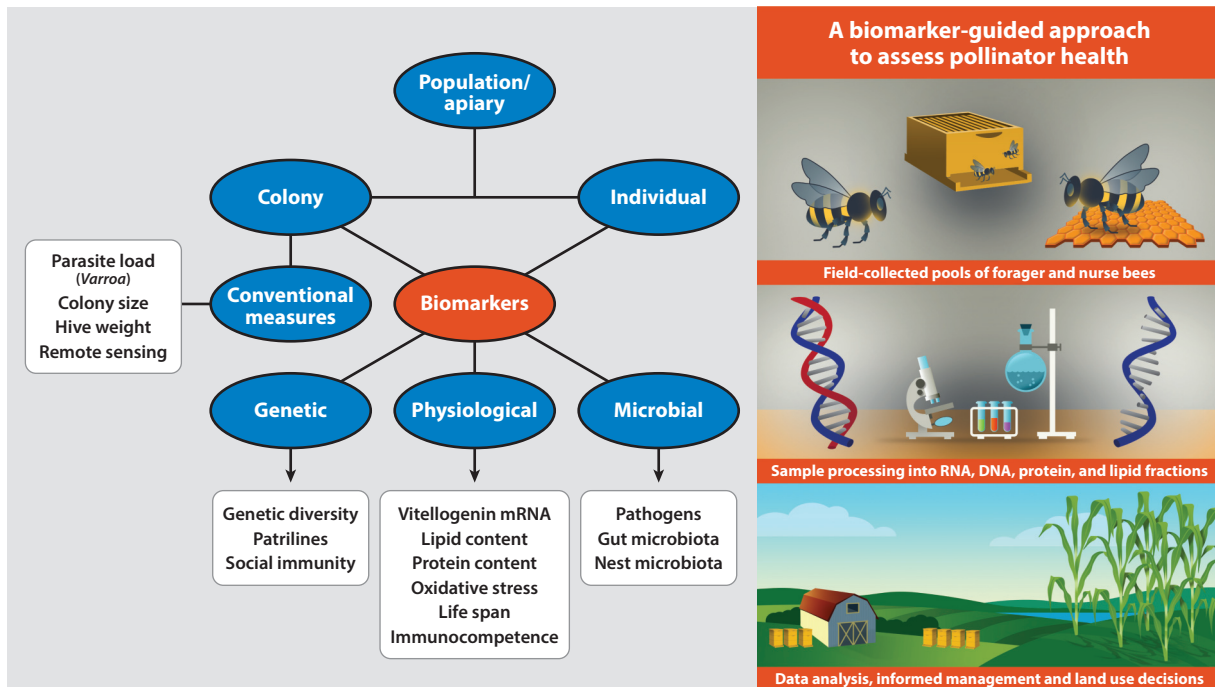 Population/
apiary
Colony
Individual
Parasite load
(Varroa)
Colony size
Hive weight
Remote sensing
Conventional
measures
Biomarkers
Genetic
Physiological
Microbial
Genetic diversity
Patrilines
Social immunity
Vitellogenin mRNA
Lipid content
Protein content
Oxidative stress
Life span
Immunocompetence
Pathogens
Gut microbiota
Nest microbiota
A biomarker-guided approach
to assess pollinator health
Field-collected pools of forager and nurse bees
Sample processing into RNA, DNA, protein, and lipid fractions
Data analysis, informed management and land use decisions